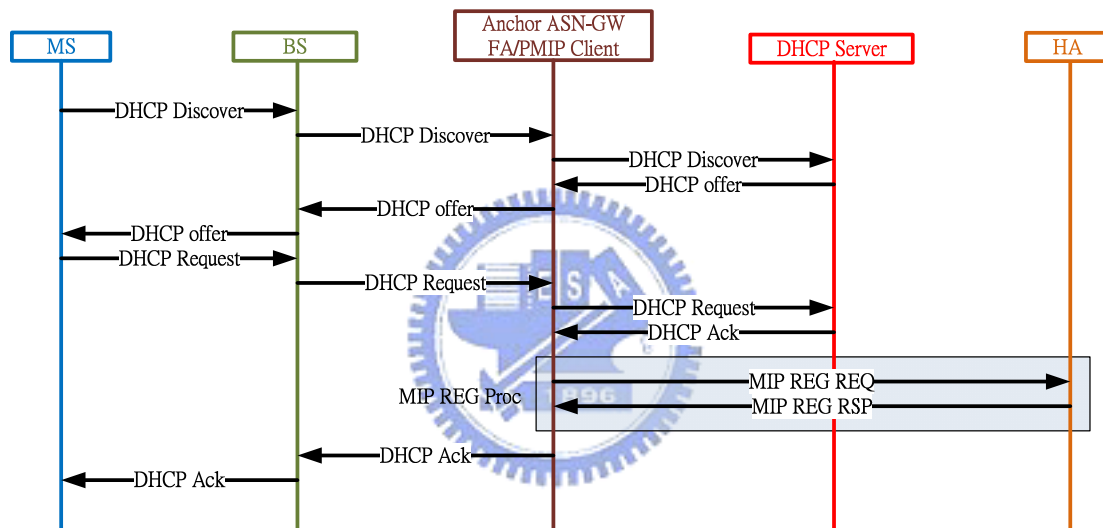 MS
BS
Anchor ASN-GW
FA/PMIP Client
DHCP Server
HA
DHCP Discover
DHCP Discover
DHCP Discover
DHCP offer
DHCP offer
DHCP offer
DHCP Request
DHCP Request
DHCP Request
DHCP Ack
MIP REG Proc
MIP REG REQ
MIP REG RSP
DHCP Ack
DHCP Ack
E S A
1896